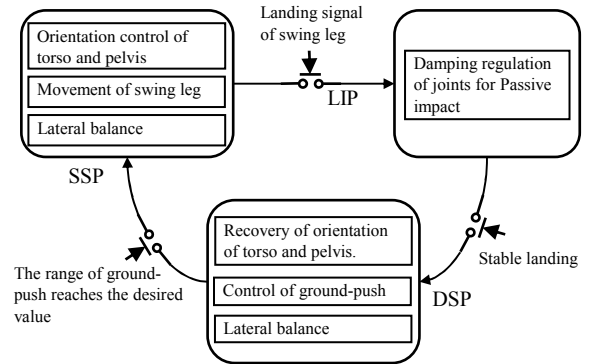 Orientation control of
torso and pelvis
Movement of swing leg
Lateral balance
SSP
Landing signal
of swing leg
LIP
Damping regulation
of joints for Passive
impact
Stable landing
DSP
Recovery of orientation
of torso and pelvis.
Control of ground-push
Lateral balance
The range of ground-
push reaches the desired
value